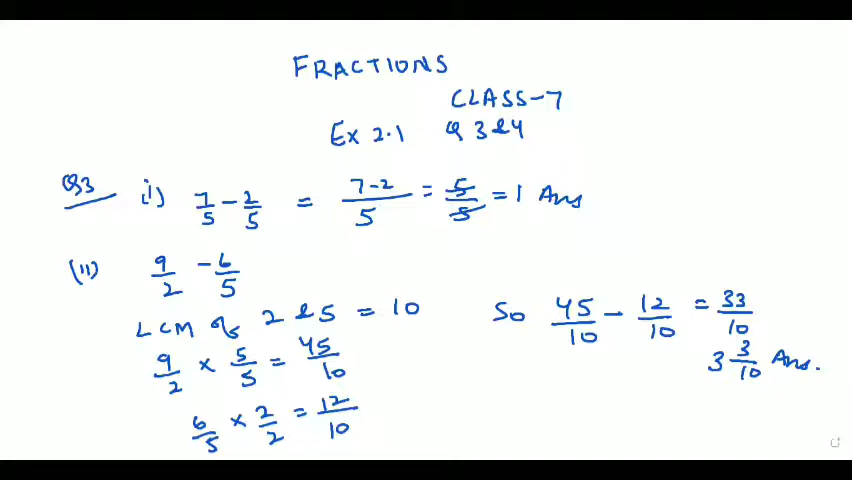 FRACTIONS
CLASS-7
Ex 2.1 Q 3 & 4
Q3 i) 7/5 - 2/5 = 7-2/5 = 5/5 = 1 Ans
(ii) 9/2 - 6/5
LCM of 2 & 5 = 10
9/2 × 5/5 = 45/10
6/5 × 2/2 = 12/10
So 45/10 - 12/10 = 33/10
3 3/10 Ans.